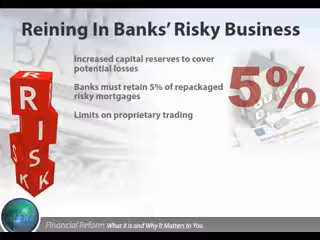 Reining In Banks' Risky Business
Increased capital reserves to cover
potential losses
Banks must retain 5% of repackaged
risky mortgages
Limits on proprietary trading
5%
RISK
Financial Reform What it is and Why it Matters to You